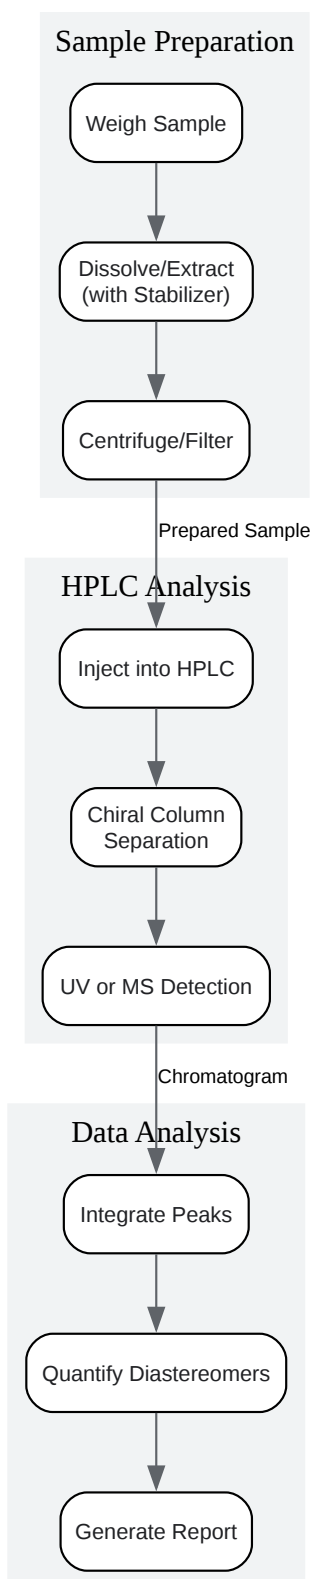 Sample Preparation
Weigh Sample
Dissolve/Extract
(with Stabilizer)
Centrifuge/Filter
Prepared Sample
HPLC Analysis
Inject into HPLC
Chiral Column
Separation
UV or MS Detection
Chromatogram
Data Analysis
Integrate Peaks
Quantify Diastereomers
Generate Report